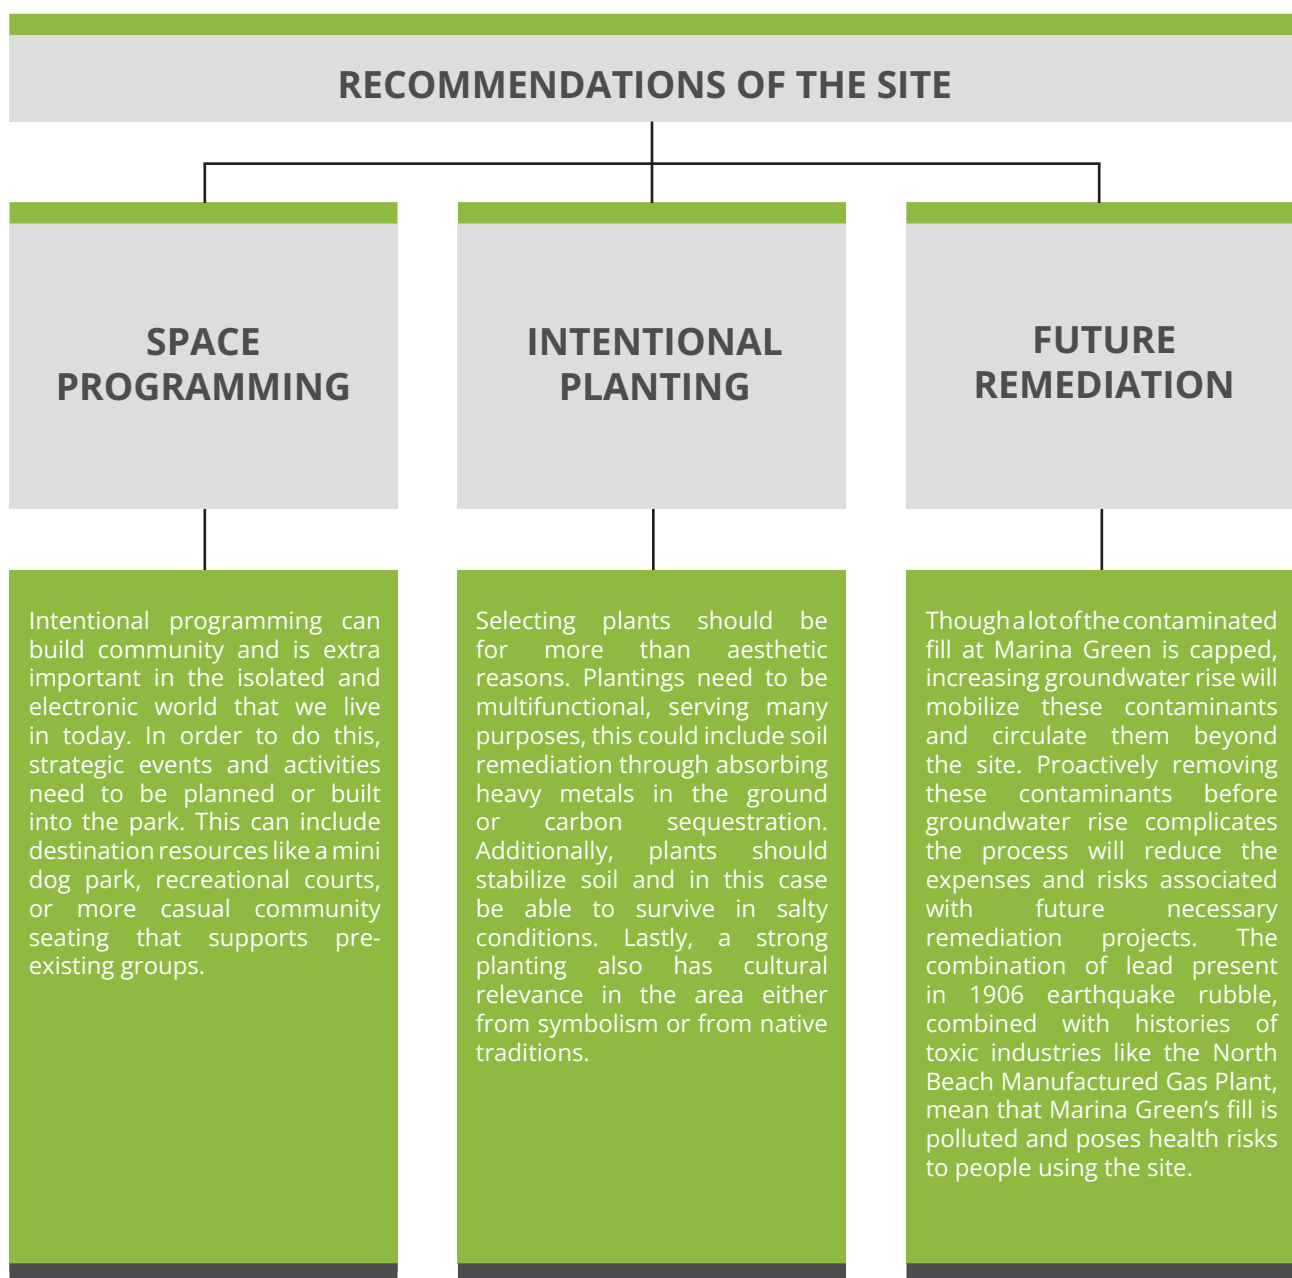 RECOMMENDATIONS OF THE SITE
SPACE
PROGRAMMING
Intentional programming can
build community and is extra
important in the isolated and
electronic world that we live
in today. In order to do this,
strategic events and activities
need to be planned or built
into the park. This can include
destination resources like a mini
dog park, recreational courts,
or more casual community
seating that supports pre-
existing groups.
INTENTIONAL
PLANTING
Selecting plants should be
for more than aesthetic
reasons. Plantings need to be
multifunctional, serving many
purposes, this could include soil
remediation through absorbing
heavy metals in the ground
or carbon sequestration.
Additionally, plants should
stabilize soil and in this case
be able to survive in salty
conditions. Lastly, a strong
planting also has cultural
relevance in the area either
from symbolism or from native
traditions.
FUTURE
REMEDIATION
Though a lot of the contaminated
fill at Marina Green is capped,
increasing groundwater rise will
mobilize these contaminants
and circulate them beyond
the site. Proactively removing
these contaminants before
groundwater rise complicates
the process will reduce the
expenses and risks associated
with future necessary
remediation projects. The
combination of lead present
in 1906 earthquake rubble,
combined with histories of
toxic industries like the North
Beach Manufactured Gas Plant,
mean that Marina Green’s fill is
polluted and poses health risks
to people using the site.